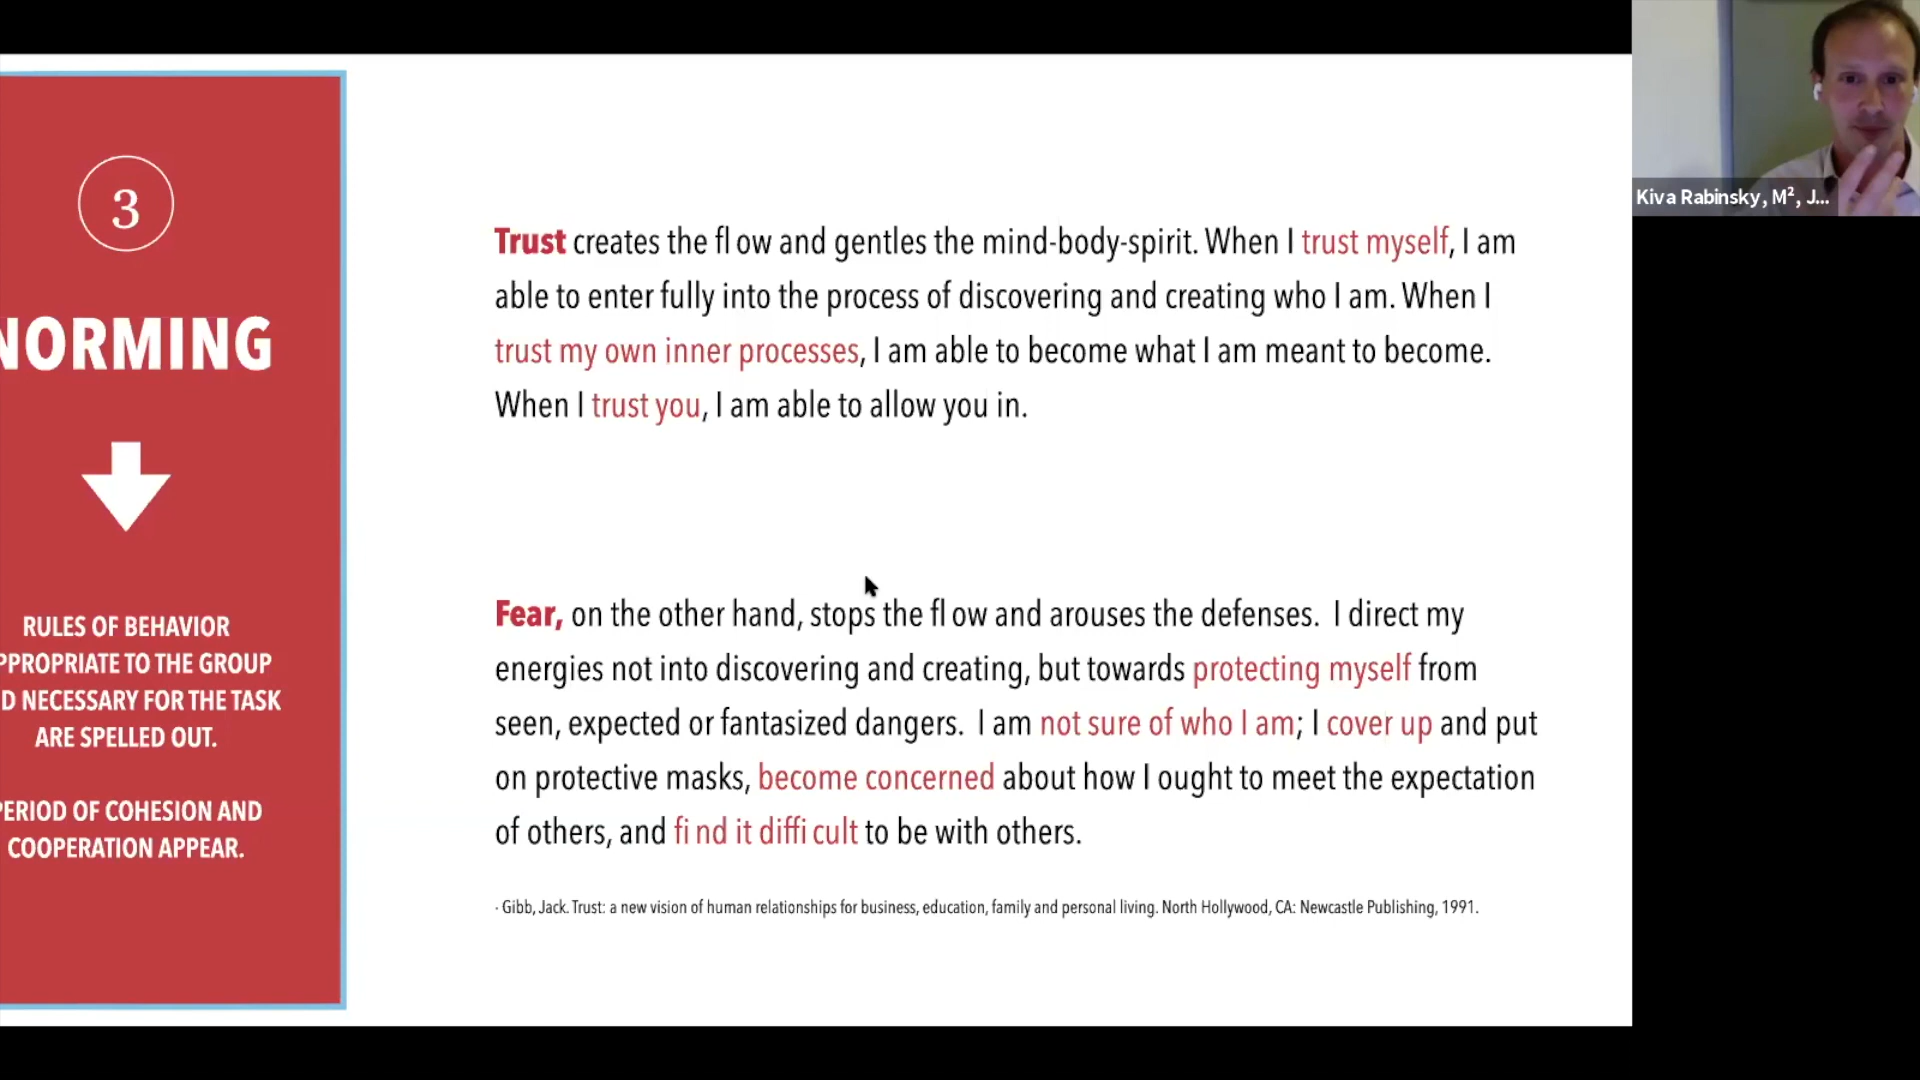 3
NORMING
RULES OF BEHAVIOR
PPROPRIATE TO THE GROUP
D NECESSARY FOR THE TASK
ARE SPELLED OUT.
PERIOD OF COHESION AND
COOPERATION APPEAR.
Trust creates the flow and gentles the mind-body-spirit. When I trust myself, I am
able to enter fully into the process of discovering and creating who I am. When I
trust my own inner processes, I am able to become what I am meant to become.
When I trust you, I am able to allow you in.
Fear, on the other hand, stops the flow and arouses the defenses. I direct my
energies not into discovering and creating, but towards protecting myself from
seen, expected or fantasized dangers. I am not sure of who I am; I cover up and put
on protective masks, become concerned about how I ought to meet the expectation
of others, and find it difficult to be with others.
- Gibb, Jack. Trust: a new vision of human relationships for business, education, family and personal living. North Hollywood, CA: Newcastle Publishing, 1991.
Kiva Rabinsky, M², J...